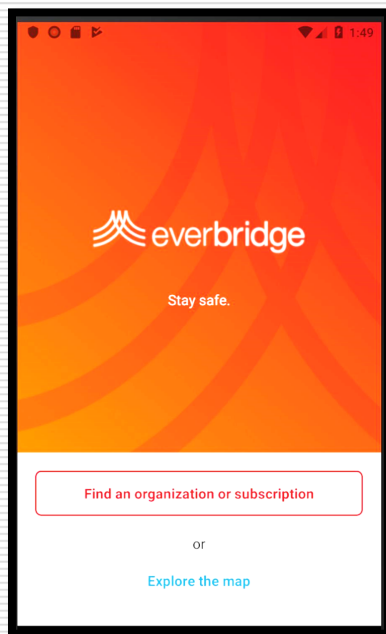 1:49
everbridge
Stay safe.
Find an organization or subscription
or
Explore the map